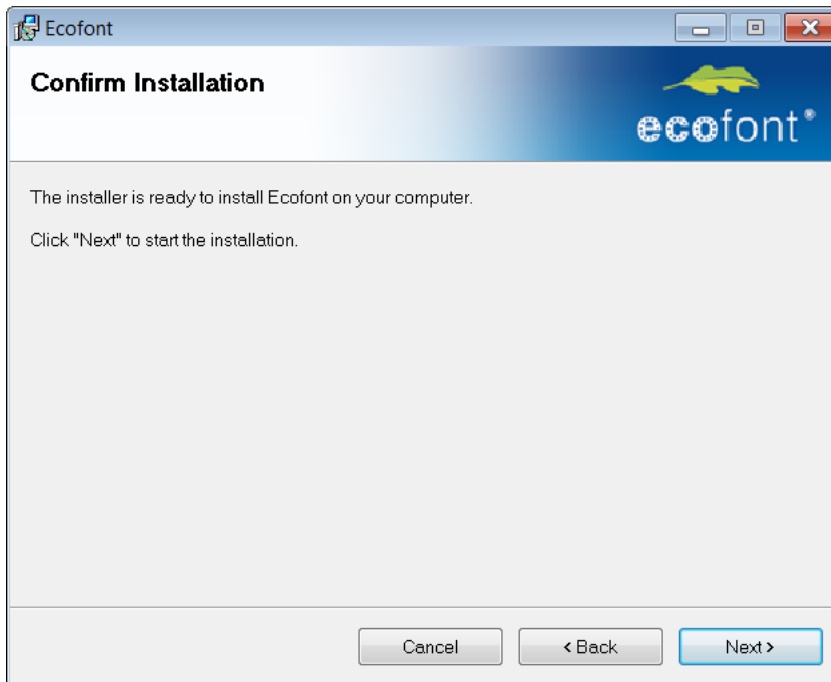 Ecofont
Confirm Installation
ecofont®
The installer is ready to install Ecofont on your computer.
Click "Next" to start the installation.
Cancel
< Back
Next >